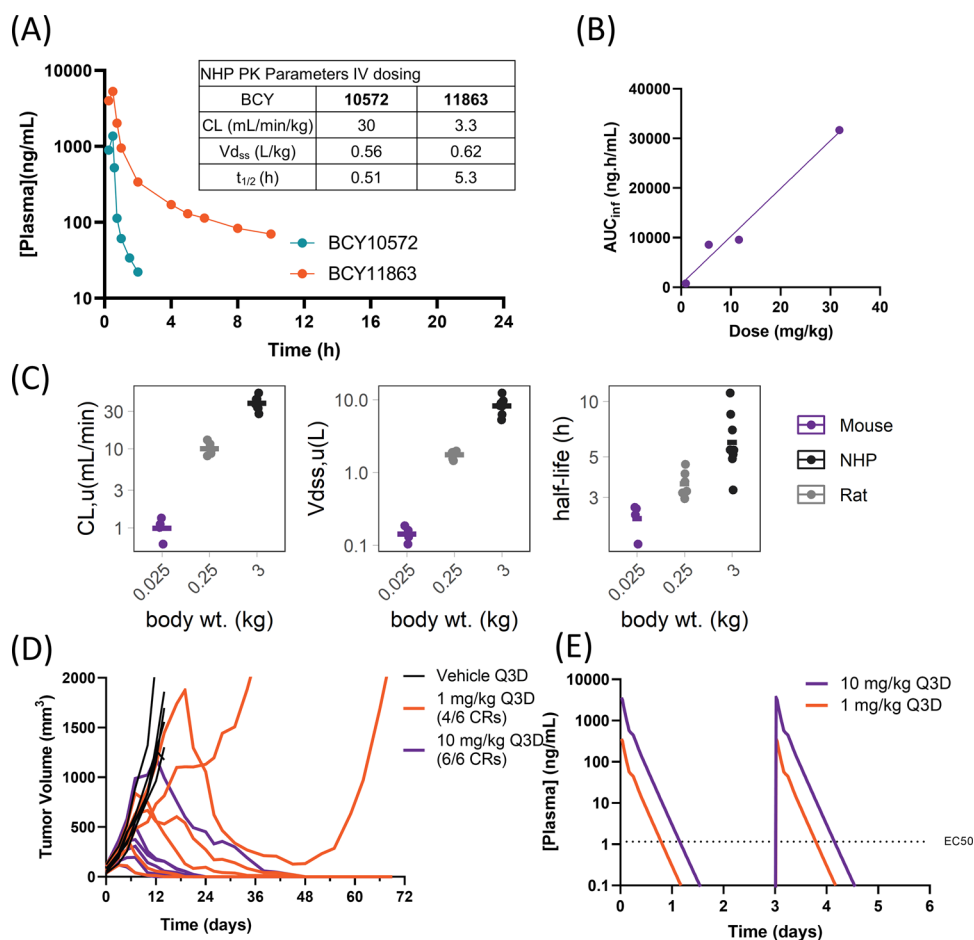 (A)
[Plasma](ng/mL)
10000
1000
100
10
0
4
8
12
16
20
24
Time (h)
NHP PK Parameters IV dosing
BCY 10572 11863
CL (mL/min/kg) 30 3.3
Vdss (L/kg) 0.56 0.62
t1/2 (h) 0.51 5.3
BCY10572
BCY11863
(B)
AUCinf (ng.h/mL)
40000
30000
20000
10000
0
0 10 20 30 40
Dose (mg/kg)
(C)
CL,u(mL/min)
30
10
3
1
0.025
0.25
3
body wt. (kg)
Vdss,u(L)
10.0
1.0
0.1
0.025
0.25
3
body wt. (kg)
half-life (h)
10
5
3
0.025
0.25
3
body wt. (kg)
Mouse
NHP
Rat
(D)
Tumor Volume (mm3)
2000
1500
1000
500
0
0 12 24 36 48 60 72
Time (days)
Vehicle Q3D
1 mg/kg Q3D
(4/6 CRs)
10 mg/kg Q3D
(6/6 CRs)
(E)
[Plasma] (ng/mL)
10000
1000
100
10
1
0.1
0 1 2 3 4 5 6
Time (days)
10 mg/kg Q3D
1 mg/kg Q3D
EC50